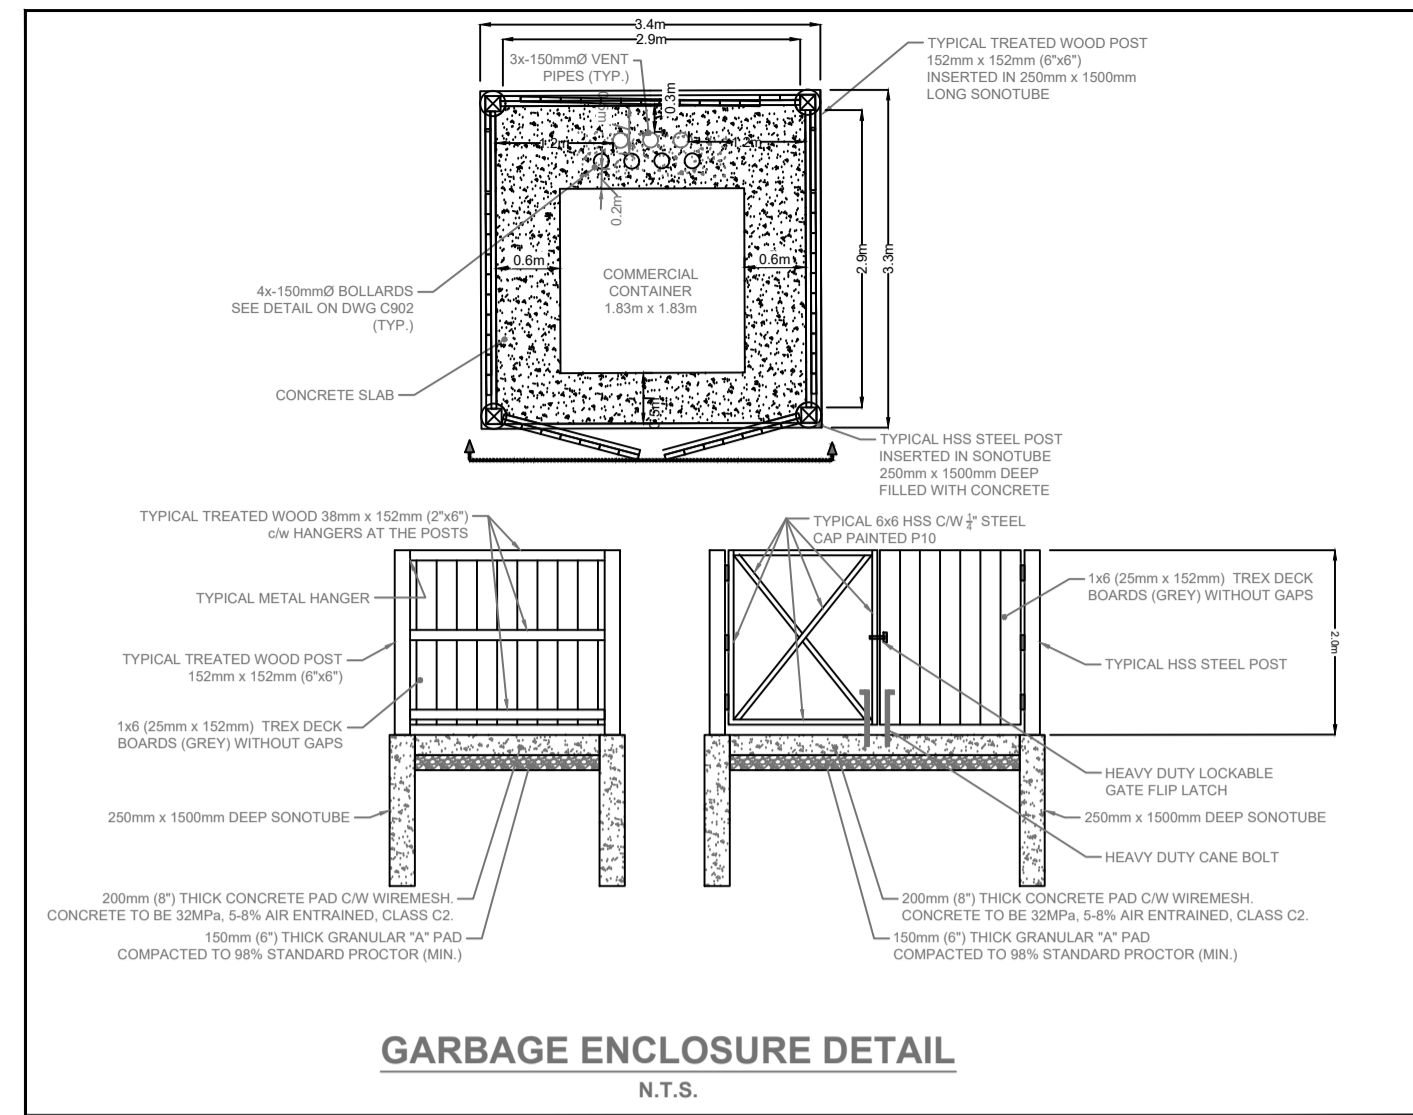 3.4m
2.9m
3x-150mmØ VENT
PIPES (TYP.)
TYPICAL TREATED WOOD POST
152mm x 152mm (6"x6")
INSERTED IN 250mm x 1500mm
LONG SONOTUBE
0.3m
1.2m
1.2m
0.2m
0.6m
0.6m
2.9m
3.3m
COMMERCIAL
CONTAINER
1.83m x 1.83m
4x-150mmØ BOLLARDS
SEE DETAIL ON DWG C902
(TYP.)
CONCRETE SLAB
TYPICAL HSS STEEL POST
INSERTED IN SONOTUBE
250mm x 1500mm DEEP
FILLED WITH CONCRETE
TYPICAL TREATED WOOD 38mm x 152mm (2"x6")
c/w HANGERS AT THE POSTS
TYPICAL METAL HANGER
TYPICAL TREATED WOOD POST
152mm x 152mm (6"x6")
1x6 (25mm x 152mm) TREX DECK
BOARDS (GREY) WITHOUT GAPS
250mm x 1500mm DEEP SONOTUBE
200mm (8") THICK CONCRETE PAD C/W WIREMESH.
CONCRETE TO BE 32MPa, 5-8% AIR ENTRAINED, CLASS C2.
150mm (6") THICK GRANULAR "A" PAD
COMPACTED TO 98% STANDARD PROCTOR (MIN.)
TYPICAL 6x6 HSS C/W 1/4" STEEL
CAP PAINTED P10
1x6 (25mm x 152mm) TREX DECK
BOARDS (GREY) WITHOUT GAPS
2.0m
TYPICAL HSS STEEL POST
HEAVY DUTY LOCKABLE
GATE FLIP LATCH
250mm x 1500mm DEEP SONOTUBE
HEAVY DUTY CANE BOLT
200mm (8") THICK CONCRETE PAD C/W WIREMESH.
CONCRETE TO BE 32MPa, 5-8% AIR ENTRAINED, CLASS C2.
150mm (6") THICK GRANULAR "A" PAD
COMPACTED TO 98% STANDARD PROCTOR (MIN.)
GARBAGE ENCLOSURE DETAIL
N.T.S.